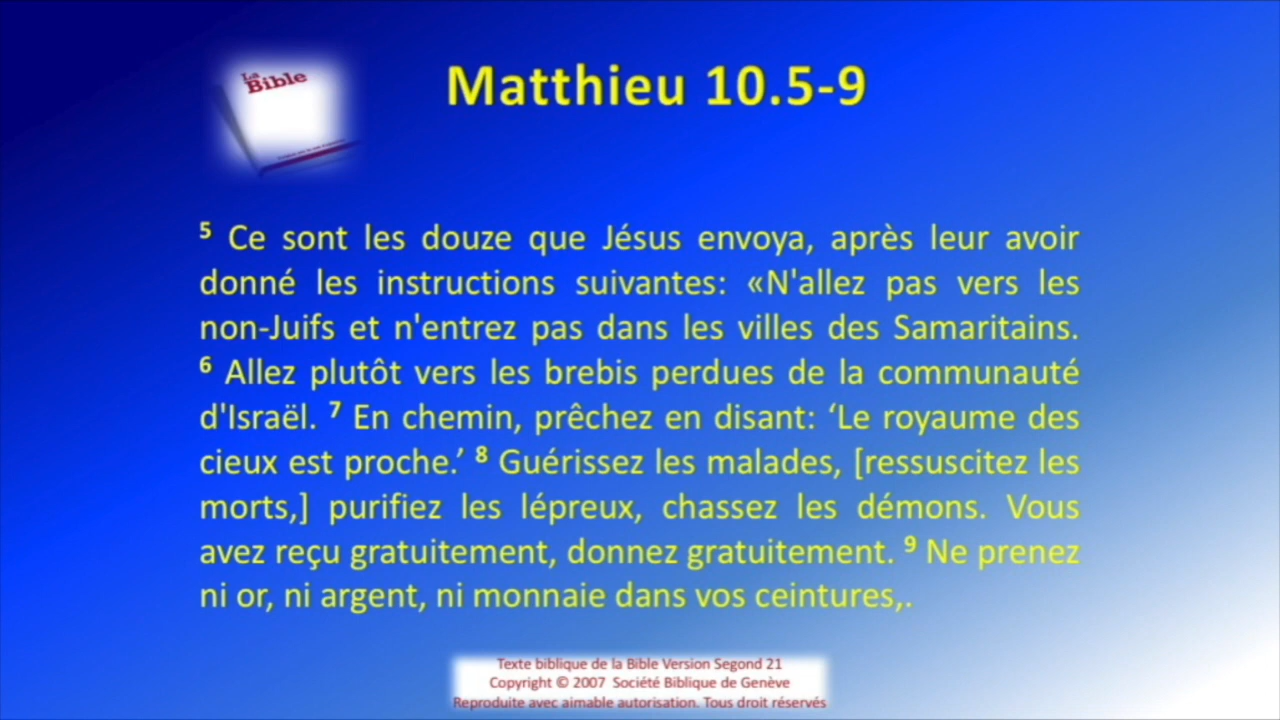 La
Bible
Matthieu 10.5-9
5 Ce sont les douze que Jésus envoya, après leur avoir
donné les instructions suivantes: «N'allez pas vers les
non-Juifs et n'entrez pas dans les villes des Samaritains.
6 Allez plutôt vers les brebis perdues de la communauté
d'Israël. 7 En chemin, prêchez en disant: ‘Le royaume des
cieux est proche.’ 8 Guérissez les malades, [ressuscitez les
morts,] purifiez les lépreux, chassez les démons. Vous
avez reçu gratuitement, donnez gratuitement. 9 Ne prenez
ni or, ni argent, ni monnaie dans vos ceintures,.
Texte biblique de la Bible Version Segond 21
Copyright © 2007 Société Biblique de Genève
Reproduite avec aimable autorisation. Tous droit réservés